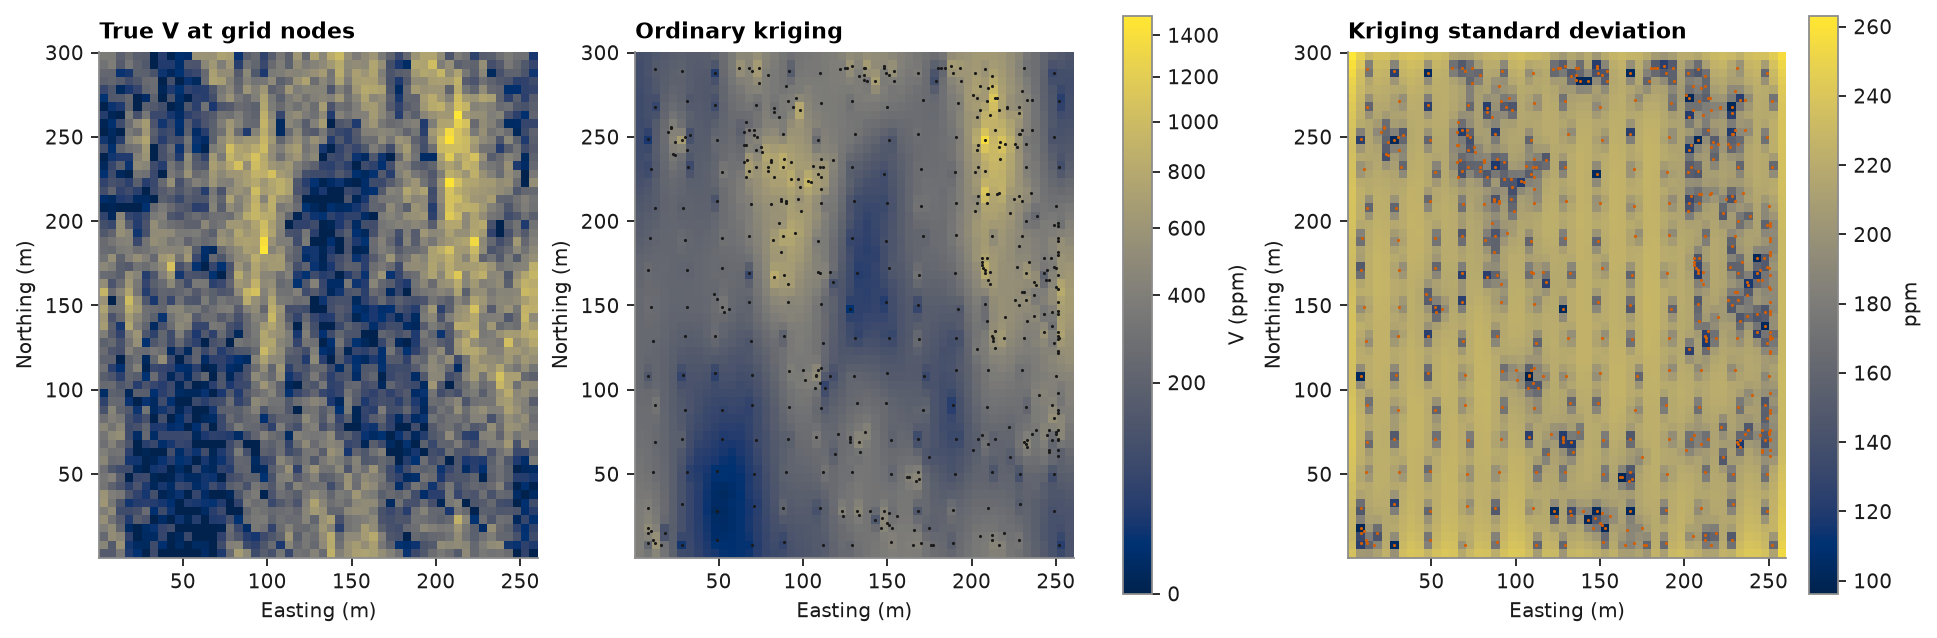 True V at grid nodes
300
250
200
150
100
50
50 100 150 200 250
Easting (m)
Northing (m)
Ordinary kriging
300
250
200
150
100
50
50 100 150 200 250
Easting (m)
Northing (m)
1400
1200
1000
800
600
400
200
0
V (ppm)
Kriging standard deviation
300
250
200
150
100
50
50 100 150 200 250
Easting (m)
Northing (m)
260
240
220
200
180
160
140
120
100
ppm